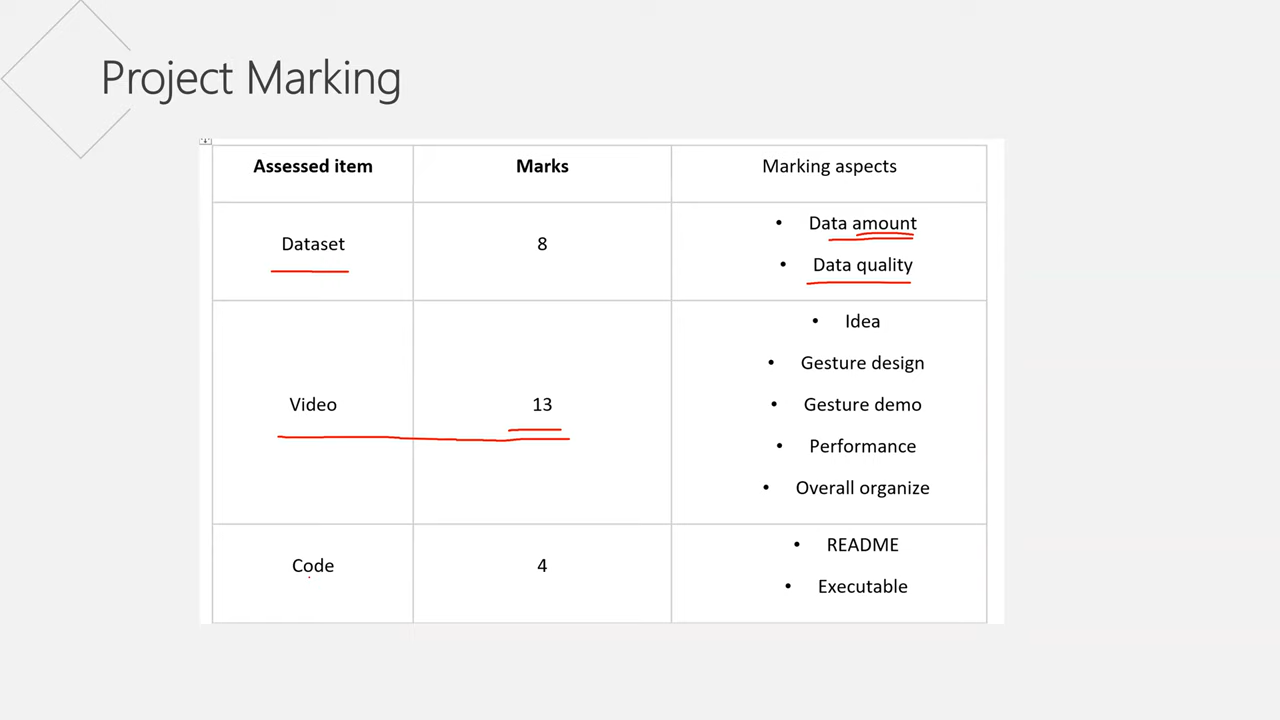 Project Marking
Assessed item Marks Marking aspects
Dataset 8
• Data amount
• Data quality
Video 13
• Idea
• Gesture design
• Gesture demo
• Performance
• Overall organize
Code 4
• README
• Executable